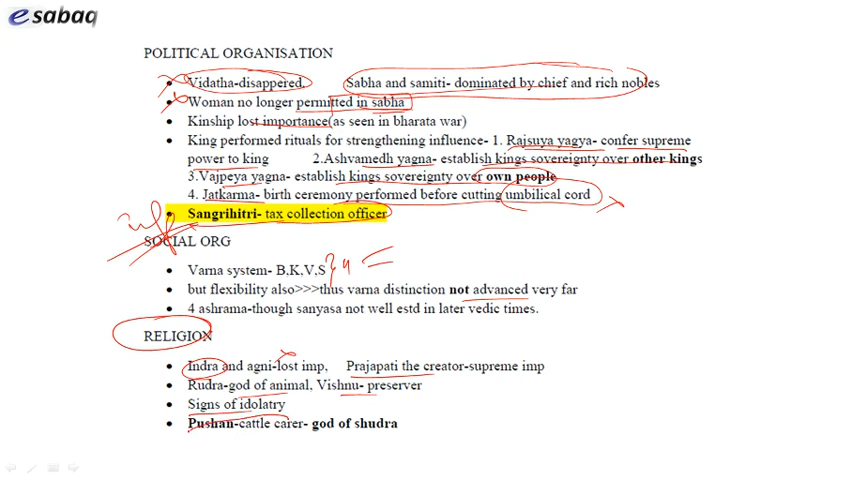 esabaq
POLITICAL ORGANISATION
• Vidatha-disappered. Sabha and samiti- dominated by chief and rich nobles
• Woman no longer permitted in sabha
• Kinship lost importance(as seen in bharata war)
• King performed rituals for strengthening influence- 1. Rajsuya yagya- confer supreme
power to king 2.Ashvamedh yagna- establish kings sovereignty over other kings
3.Vajpeya yagna- establish kings sovereignty over own people
4. Jatkarma- birth ceremony performed before cutting umbilical cord
• Sangrihitri- tax collection officer
SOCIAL ORG
• Varna system- B,K,V,S
• but flexibility also>>>thus varna distinction not advanced very far
• 4 ashrama-though sanyasa not well estd in later vedic times.
RELIGION
• Indra and agni-lost imp, Prajapati the creator-supreme imp
• Rudra-god of animal, Vishnu- preserver
• Signs of idolatry
• Pushan-cattle carer- god of shudra